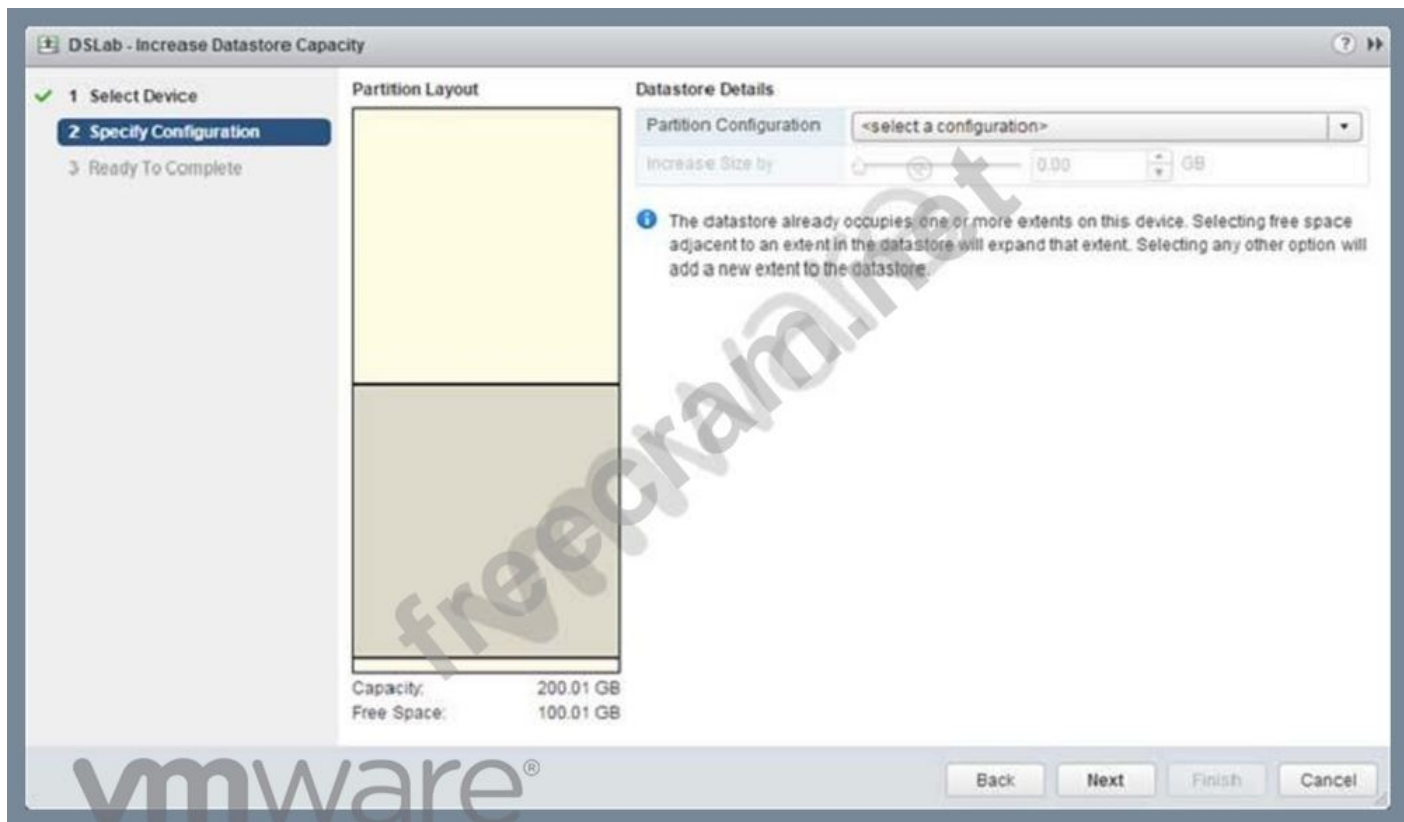 DSLab - Increase Datastore Capacity
1 Select Device
2 Specify Configuration
3 Ready To Complete
Partition Layout
Capacity: 200.01 GB
Free Space: 100.01 GB
Datastore Details
Partition Configuration <select a configuration>
Increase Size by 0.00 GB
The datastore already occupies one or more extents on this device. Selecting free space
adjacent to an extent in the datastore will expand that extent. Selecting any other option will
add a new extent to the datastore.
freecram.net
vmware®
vmware®
Back Next Finish Cancel